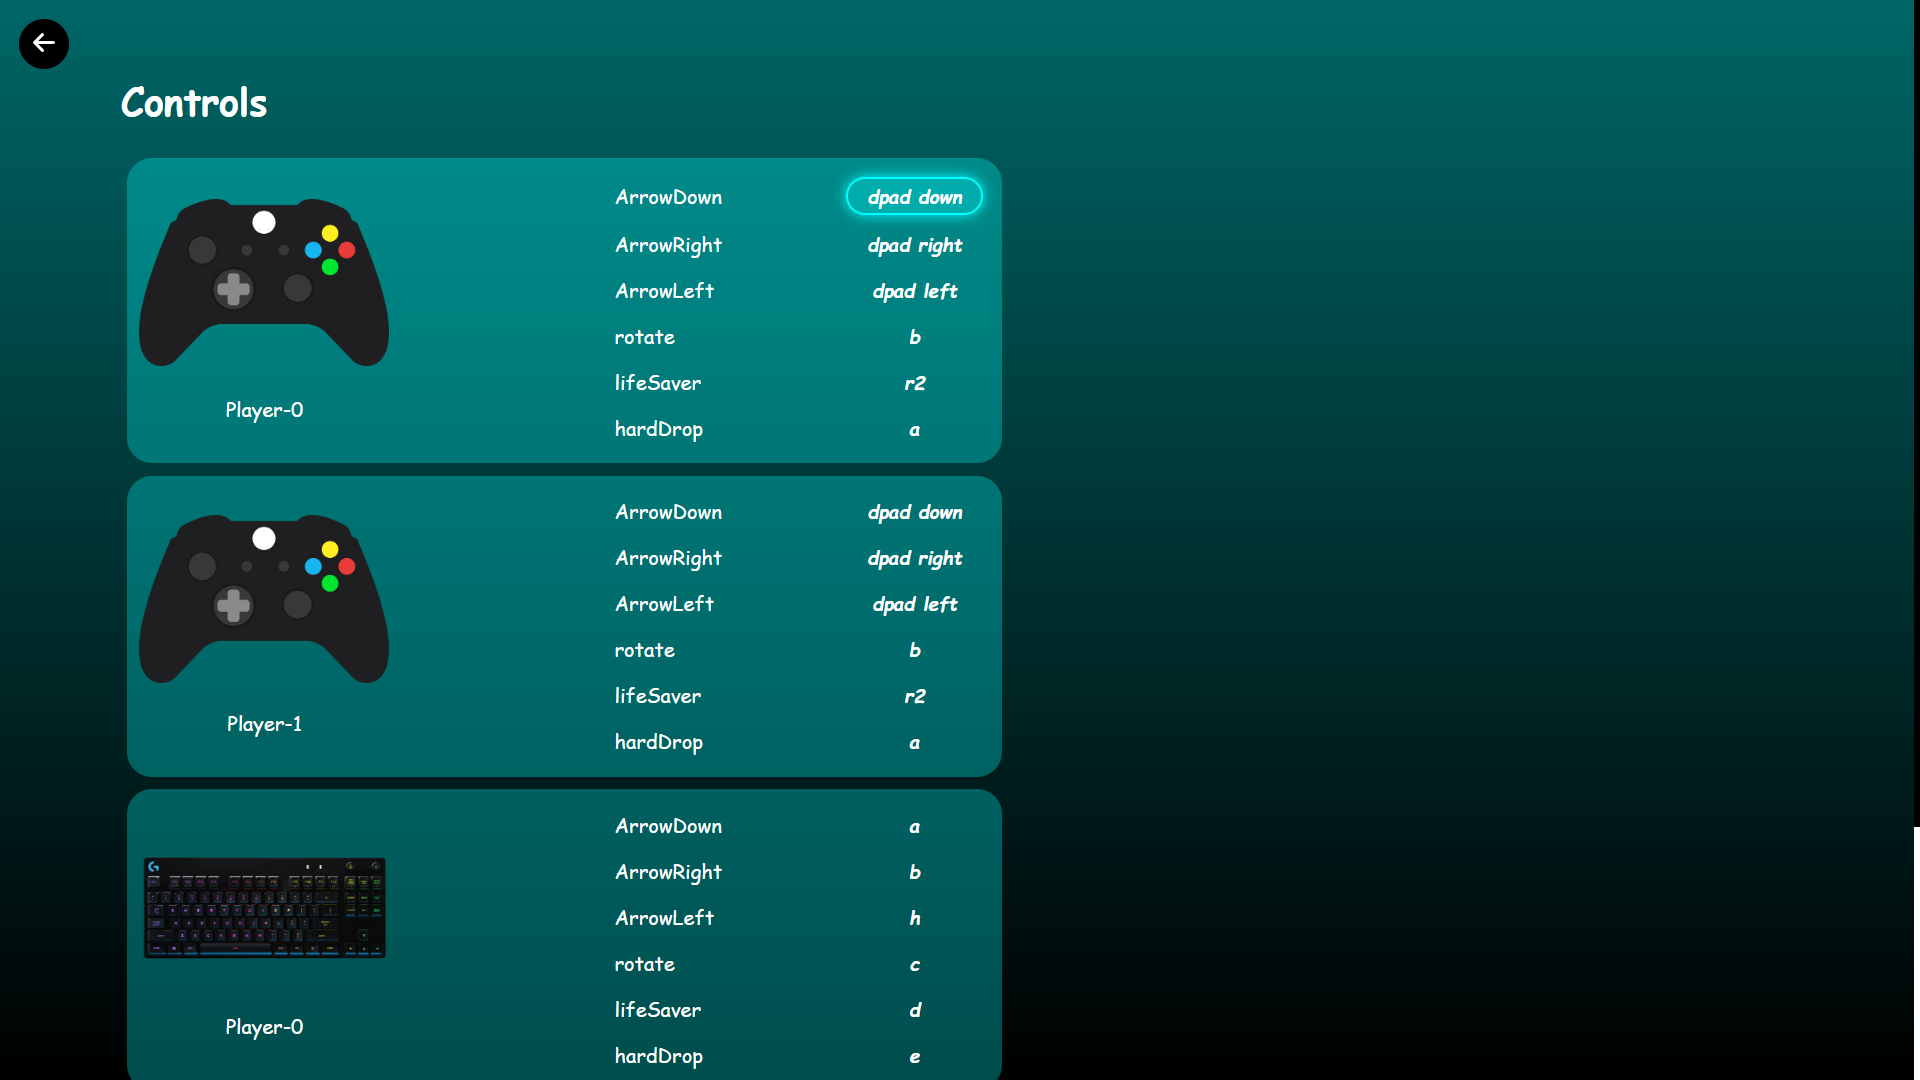 Controls
ArrowDown dpad down
ArrowRight dpad right
ArrowLeft dpad left
rotate b
lifeSaver r2
hardDrop a
Player-0
ArrowDown dpad down
ArrowRight dpad right
ArrowLeft dpad left
rotate b
lifeSaver r2
hardDrop a
Player-1
ArrowDown a
ArrowRight b
ArrowLeft h
rotate c
lifeSaver d
hardDrop e
Player-0